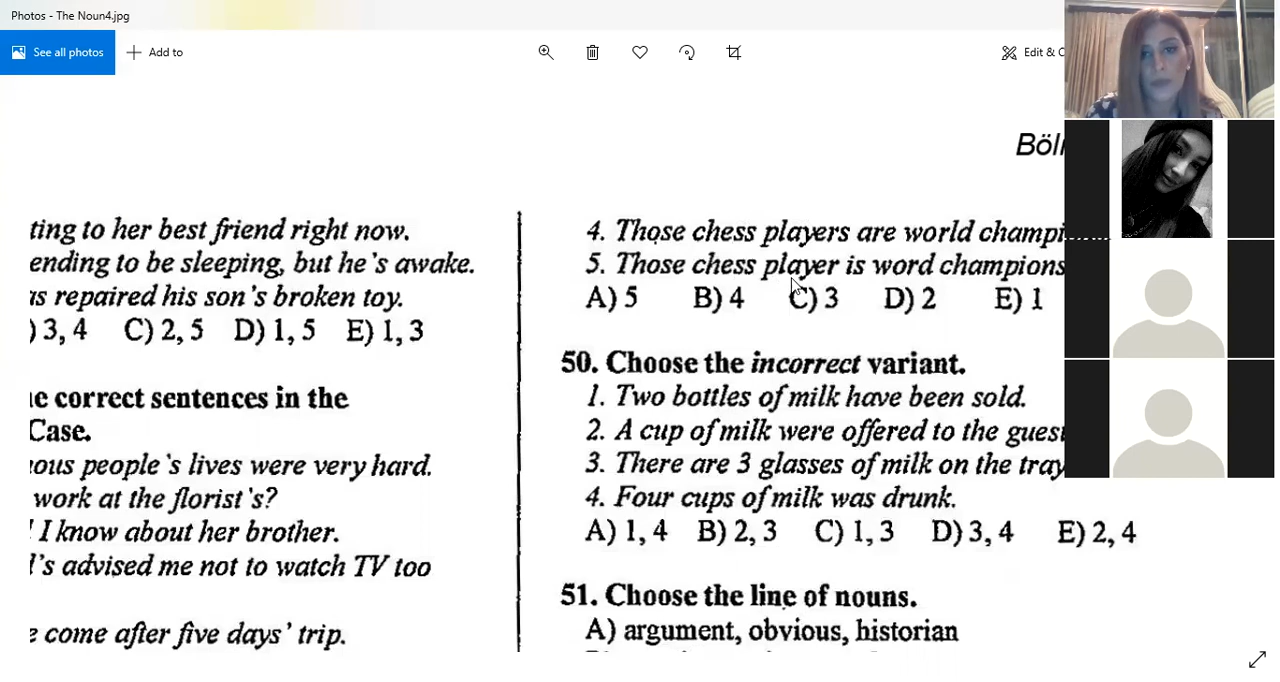 Photos - The Noun4.jpg
See all photos
Add to
Edit & C
Böl
ting to her best friend right now.
ending to be sleeping, but he's awake.
as repaired his son's broken toy.
) 3, 4 C) 2, 5 D) 1, 5 E) 1, 3
e correct sentences in the
Case.
ous people's lives were very hard.
work at the florist's?
I know about her brother.
l's advised me not to watch TV too
e come after five days' trip.
4. Those chess players are world champi
5. Those chess player is word champions
A) 5 B) 4 C) 3 D) 2 E) 1
50. Choose the incorrect variant.
1. Two bottles of milk have been sold.
2. A cup of milk were offered to the gues
3. There are 3 glasses of milk on the tray
4. Four cups of milk was drunk.
A) 1, 4 B) 2, 3 C) 1, 3 D) 3, 4 E) 2, 4
51. Choose the line of nouns.
A) argument, obvious, historian